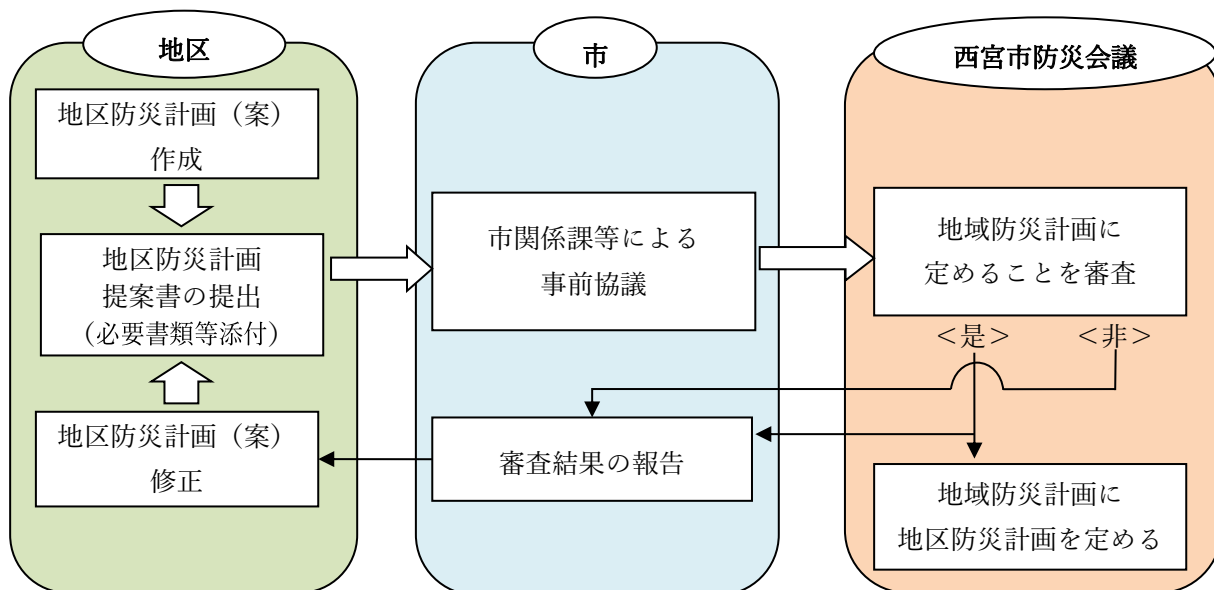 地区
地区防災計画（案）
作成
地区防災計画
提案書の提出
（必要書類等添付）
地区防災計画（案）
修正
市
市関係課等による
事前協議
審査結果の報告
西宮市防災会議
地域防災計画に
定めることを審査
＜是＞ ＜非＞
地域防災計画に
地区防災計画を定める